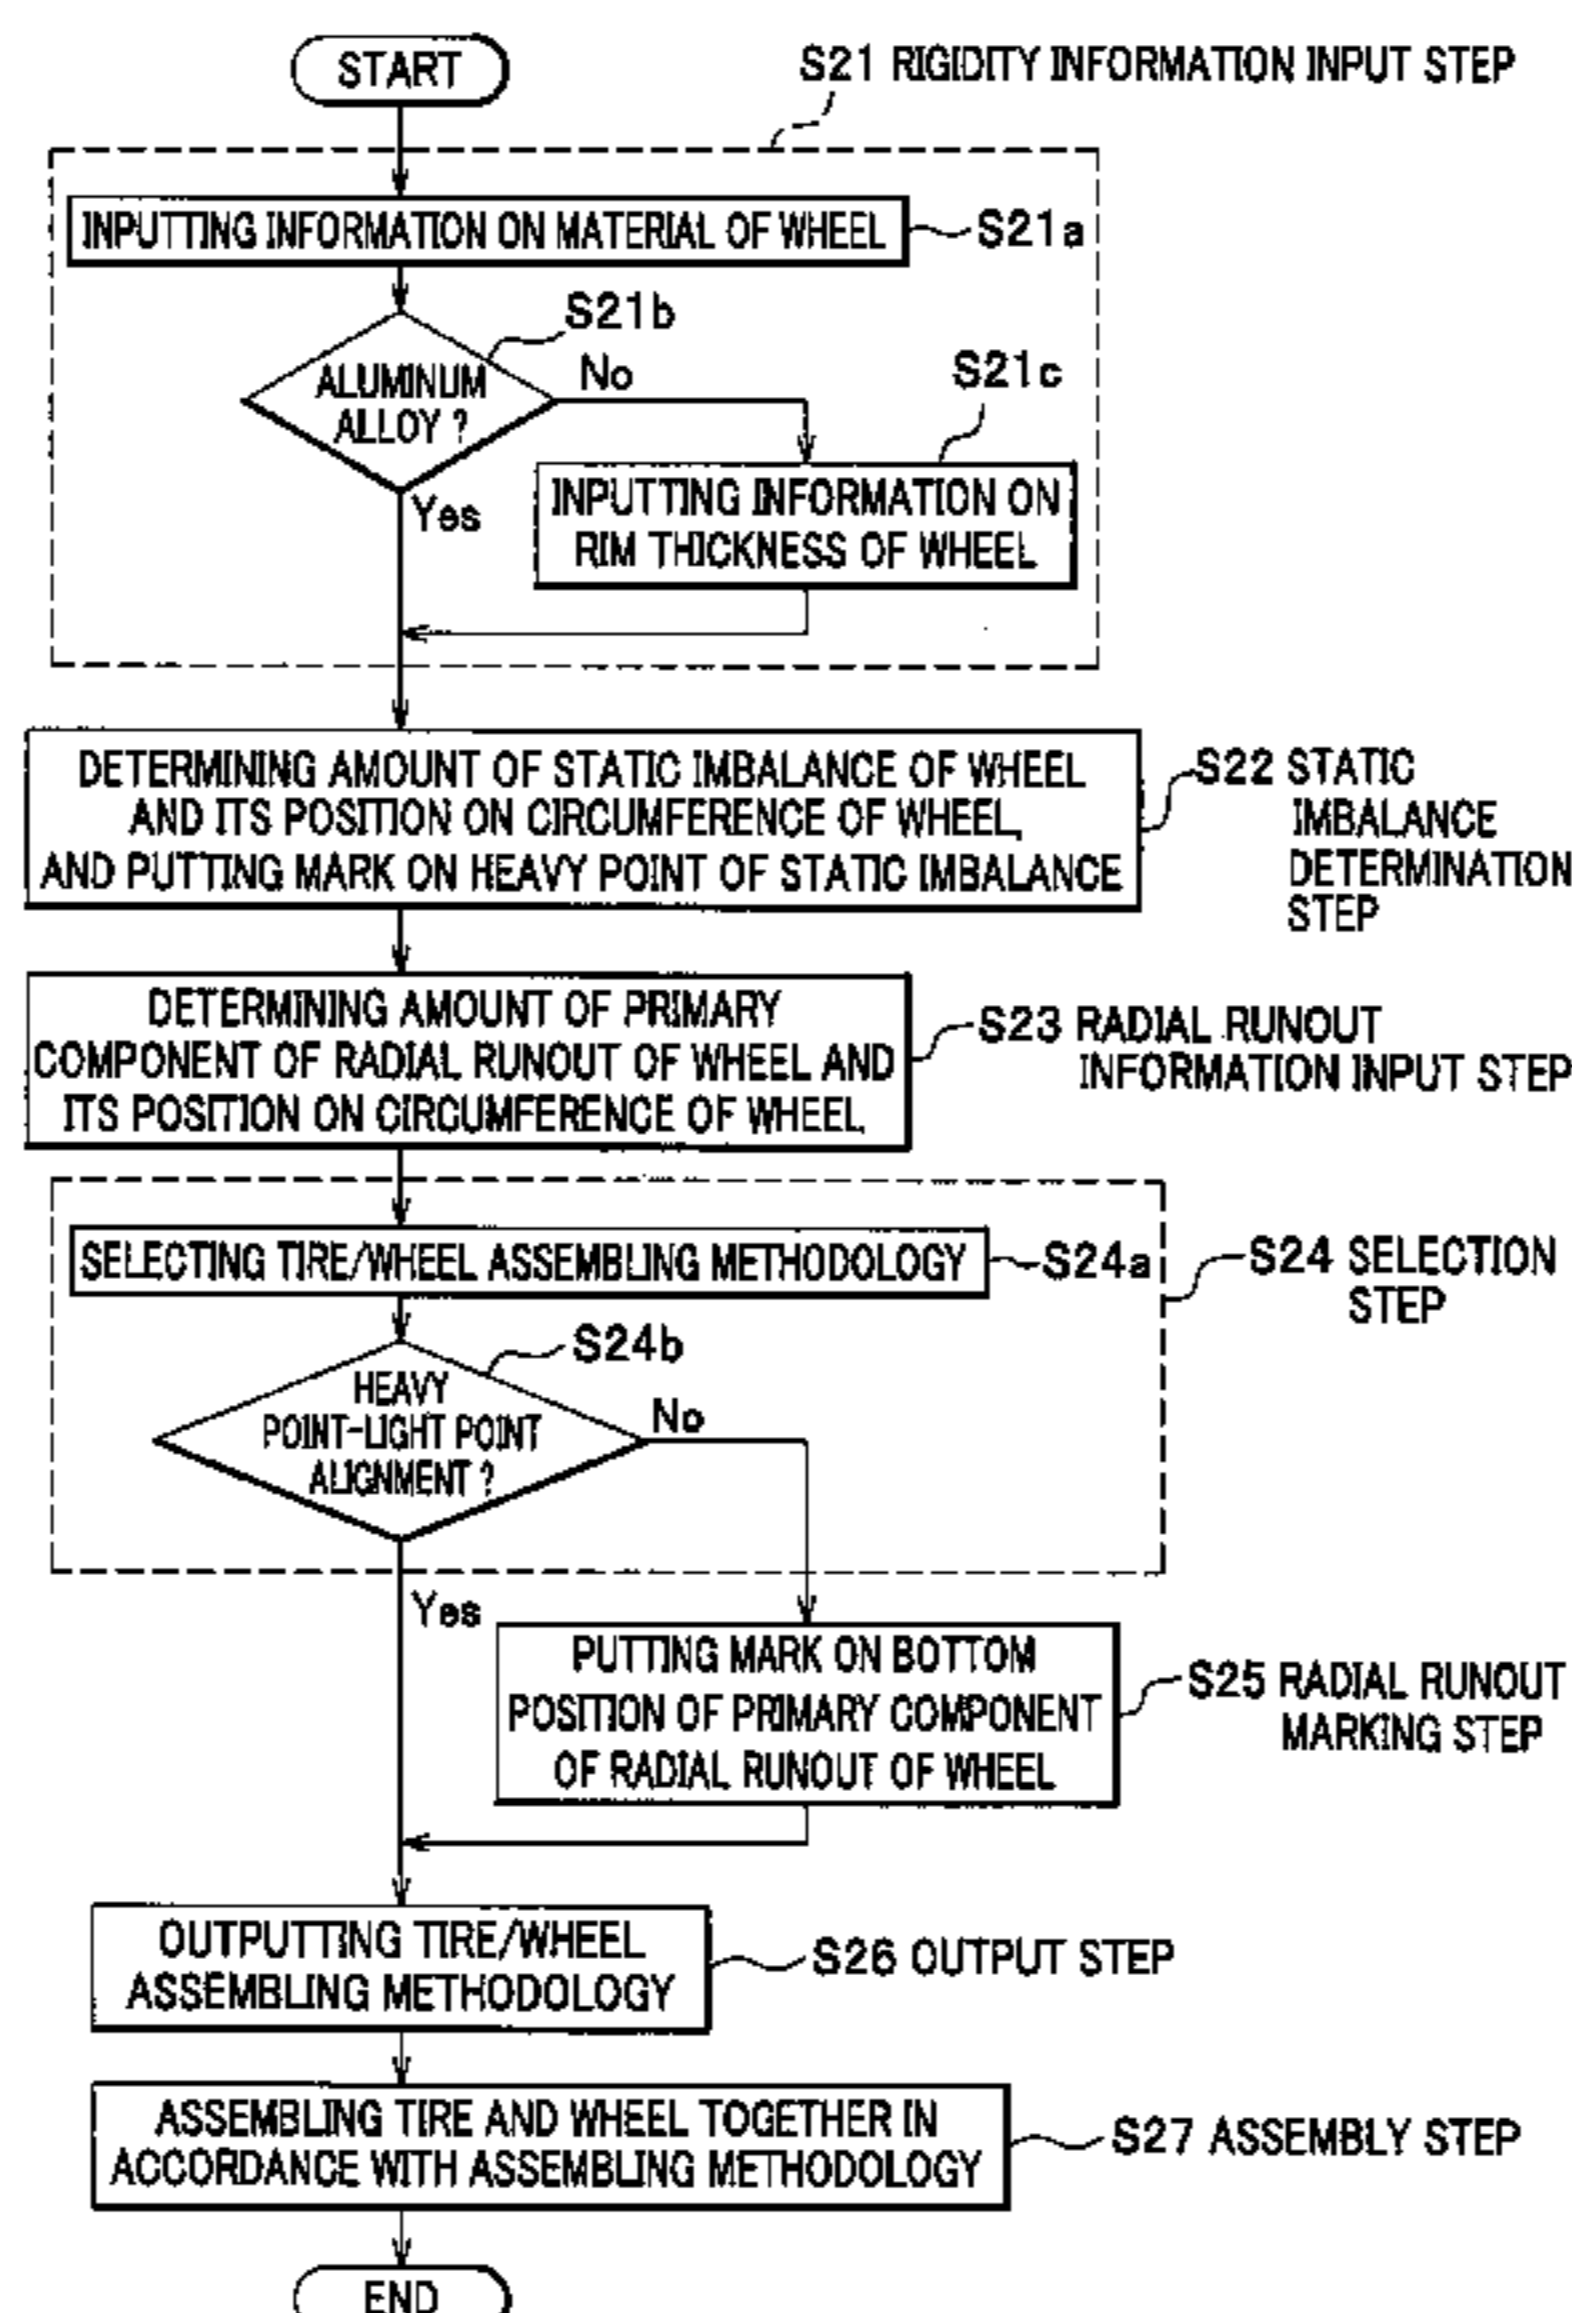 START
S21 RIGIDITY INFORMATION INPUT STEP
INPUTTING INFORMATION ON MATERIAL OF WHEEL
S21a
S21b
ALUMINUM
ALLOY ?
No
Yes
S21c
INPUTTING INFORMATION ON
RIM THICKNESS OF WHEEL
DETERMINING AMOUNT OF STATIC IMBALANCE OF WHEEL
AND ITS POSITION ON CIRCUMFERENCE OF WHEEL,
AND PUTTING MARK ON HEAVY POINT OF STATIC IMBALANCE
S22 STATIC
IMBALANCE
DETERMINATION
STEP
DETERMINING AMOUNT OF PRIMARY
COMPONENT OF RADIAL RUNOUT OF WHEEL AND
ITS POSITION ON CIRCUMFERENCE OF WHEEL,
S23 RADIAL RUNOUT
INFORMATION INPUT STEP
SELECTING TIRE/WHEEL ASSEMBLING METHODOLOGY
S24a
S24 SELECTION
STEP
S24b
HEAVY
POINT-LIGHT POINT
ALIGNMENT ?
No
Yes
PUTTING MARK ON BOTTOM
POSITION OF PRIMARY COMPONENT
OF RADIAL RUNOUT OF WHEEL
S25 RADIAL RUNOUT
MARKING STEP
OUTPUTTING TIRE/WHEEL
ASSEMBLING METHODOLOGY
S26 OUTPUT STEP
ASSEMBLING TIRE AND WHEEL TOGETHER IN
ACCORDANCE WITH ASSEMBLING METHODOLOGY
S27 ASSEMBLY STEP
END